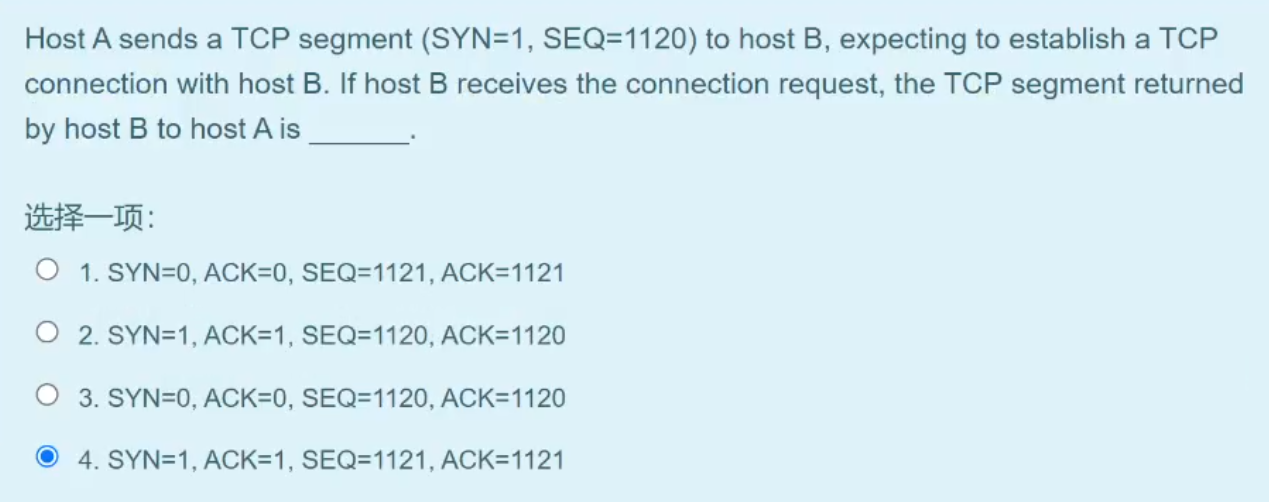 Host A sends a TCP segment (SYN=1, SEQ=1120) to host B, expecting to establish a TCP
connection with host B. If host B receives the connection request, the TCP segment returned
by host B to host A is ______.
选择一项:
1. SYN=0, ACK=0, SEQ=1121, ACK=1121
2. SYN=1, ACK=1, SEQ=1120, ACK=1120
3. SYN=0, ACK=0, SEQ=1120, ACK=1120
4. SYN=1, ACK=1, SEQ=1121, ACK=1121